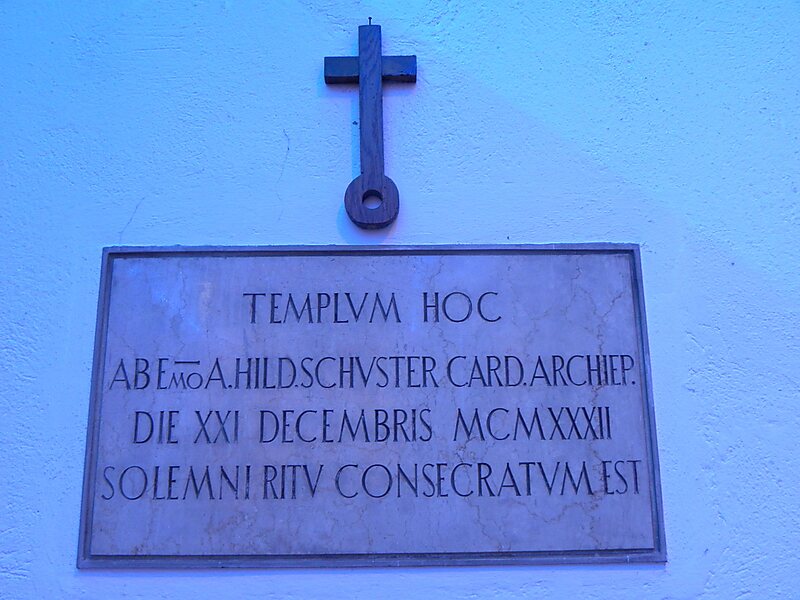 TEMPLVM HOC
AB EMO A.HILD.SCHVSTER CARD.ARCHIEP.
DIE XXI DECEMBRIS MCMXXXII
SOLEMNI RITV CONSECRATVM EST